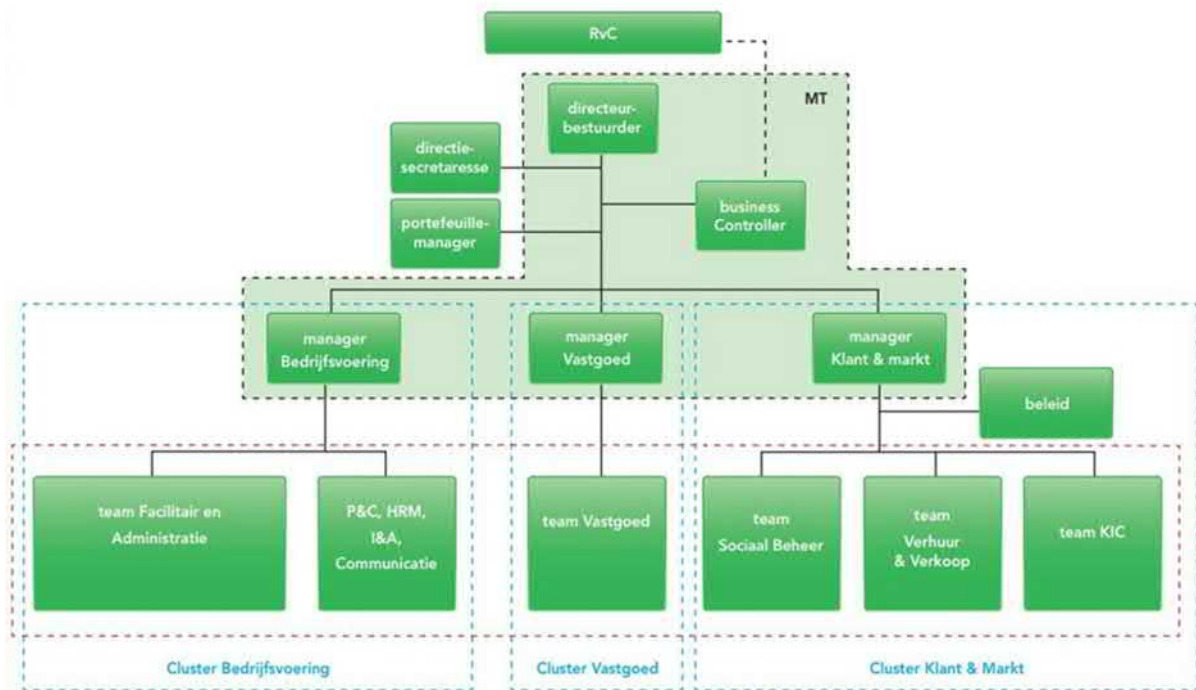 RvC
MT
directeur-
bestuurder
directie-
secretaresse
portefeuille-
manager
business
Controller
manager
Bedrijfsvoering
manager
Vastgoed
manager
Klant & markt
beleid
team Facilitair en
Administratie
P&C, HRM,
I&A,
Communicatie
team Vastgoed
team
Sociaal Beheer
team
Verhuur
& Verkoop
team KIC
Cluster Bedrijfsvoering
Cluster Vastgoed
Cluster Klant & Markt